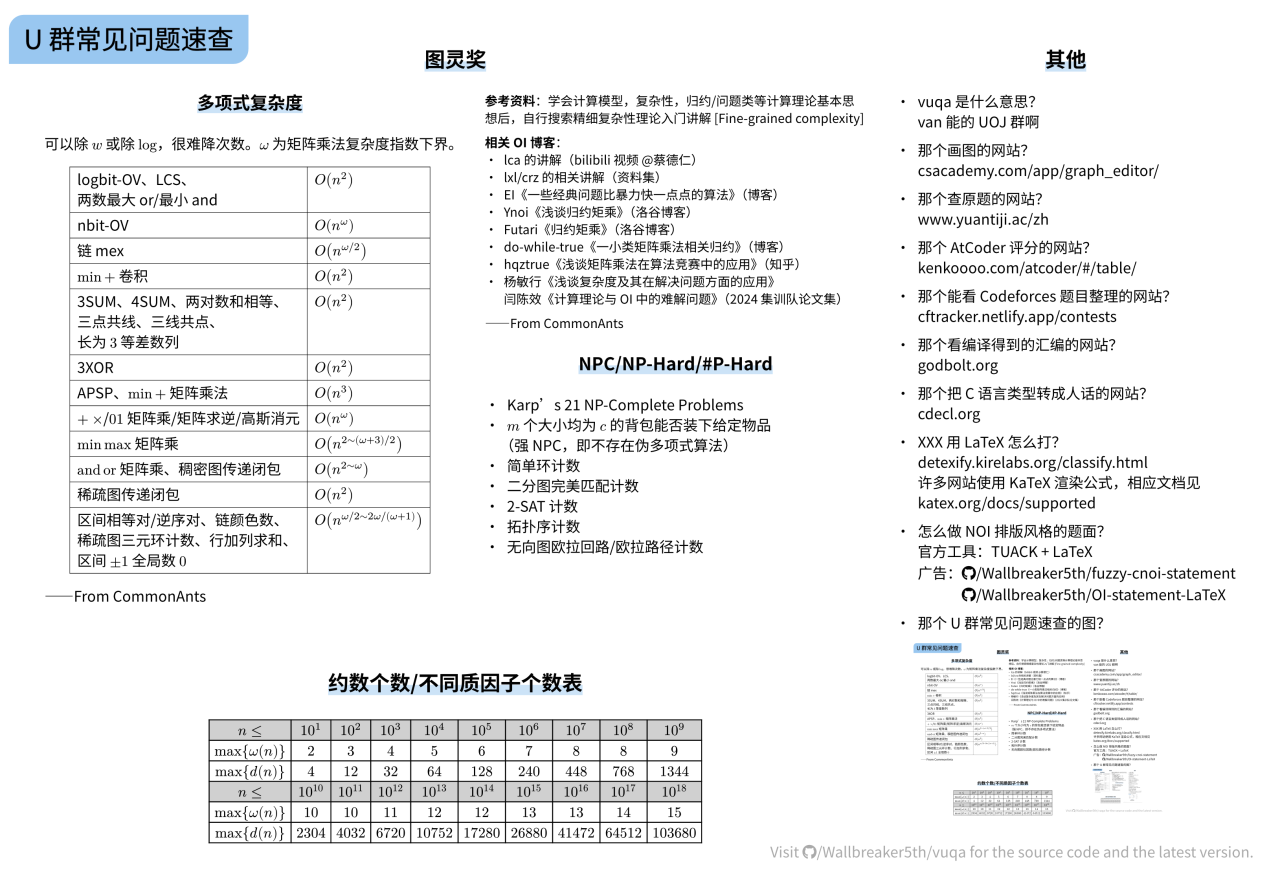 U 群常见问题速查
图灵奖
多项式复杂度
可以除 w 或除 log，很难降次数。ω 为矩阵乘法复杂度指数下界。
logbit-OV、LCS、 O(n^2)
两数最大 or/最小 and
nbit-OV O(n^ω)
链 mex O(n^{ω/2})
min + 卷积 O(n^2)
3SUM、4SUM、两对数和相等、 O(n^2)
三点共线、三线共点、
长为 3 等差数列
3XOR O(n^2)
APSP、min + 矩阵乘法 O(n^3)
+ ×/01 矩阵乘/矩阵求逆/高斯消元 O(n^ω)
min max 矩阵乘 O(n^{2~(ω+3)/2})
and or 矩阵乘、稠密图传递闭包 O(n^{2~ω})
稀疏图传递闭包 O(n^2)
区间相等对/逆序对、链颜色数、 O(n^{ω/2~2ω/(ω+1)})
稀疏图三元环计数、行加列求和、
区间 ±1 全局数 0
——From CommonAnts
参考资料：学会计算模型，复杂性，归约/问题类等计算理论基本思
想后，自行搜索精细复杂性理论入门讲解 [Fine-grained complexity]
相关 OI 博客：
• lca 的讲解（bilibili 视频 @蔡德仁）
• lxl/crz 的相关讲解（资料集）
• EI《一些经典问题比暴力快一点点的算法》（博客）
• Ynoi《浅谈归约矩乘》（洛谷博客）
• Futari《归约矩乘》（洛谷博客）
• do-while-true《一小类矩阵乘法相关归约》（博客）
• hqztrue《浅谈矩阵乘法在算法竞赛中的应用》（知乎）
• 杨敏行《浅谈复杂度及其在解决问题方面的应用》
闫陈效《计算理论与 OI 中的难解问题》（2024 集训队论文集）
——From CommonAnts
NPC/NP-Hard/#P-Hard
• Karp’s 21 NP-Complete Problems
• m 个大小均为 c 的背包能否装下给定物品
（强 NPC，即不存在伪多项式算法）
• 简单环计数
• 二分图完美匹配计数
• 2-SAT 计数
• 拓扑序计数
• 无向图欧拉回路/欧拉路径计数
约数个数/不同质因子个数表
n ≤ 10^1 10^2 10^3 10^4 10^5 10^6 10^7 10^8 10^9
max{ω(n)} 2 3 4 5 6 7 8 8 9
max{d(n)} 4 12 32 64 128 240 448 768 1344
n ≤ 10^10 10^11 10^12 10^13 10^14 10^15 10^16 10^17 10^18
max{ω(n)} 10 10 11 12 12 13 13 14 15
max{d(n)} 2304 4032 6720 10752 17280 26880 41472 64512 103680
其他
• vuqa 是什么意思？
van 能的 UOJ 群啊
• 那个画图的网站？
csacademy.com/app/graph_editor/
• 那个查原题的网站？
www.yuantiji.ac/zh
• 那个 AtCoder 评分的网站？
kenkoooo.com/atcoder/#/table/
• 那个能看 Codeforces 题目整理的网站？
cftracker.netlify.app/contests
• 那个看编译得到的汇编的网站？
godbolt.org
• 那个把 C 语言类型转成人话的网站？
cdecl.org
• XXX 用 LaTeX 怎么打？
detexify.kirelabs.org/classify.html
许多网站使用 KaTeX 渲染公式，相应文档见
katex.org/docs/supported
• 怎么做 NOI 排版风格的题面？
官方工具：TUACK + LaTeX
广告：/Wallbreaker5th/fuzzy-cnoi-statement
/Wallbreaker5th/OI-statement-LaTeX
• 那个 U 群常见问题速查的图？
U 群常见问题速查
Visit /Wallbreaker5th/vuqa for the source code and the latest version.